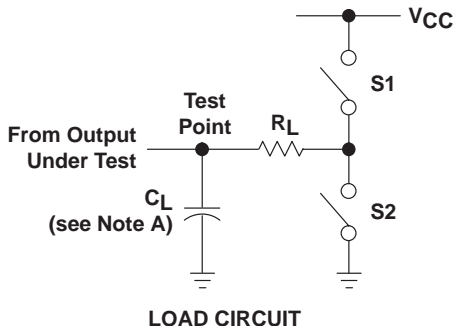 VCC
S1
Test
Point
RL
From Output
Under Test
CL
(see Note A)
S2
LOAD CIRCUIT